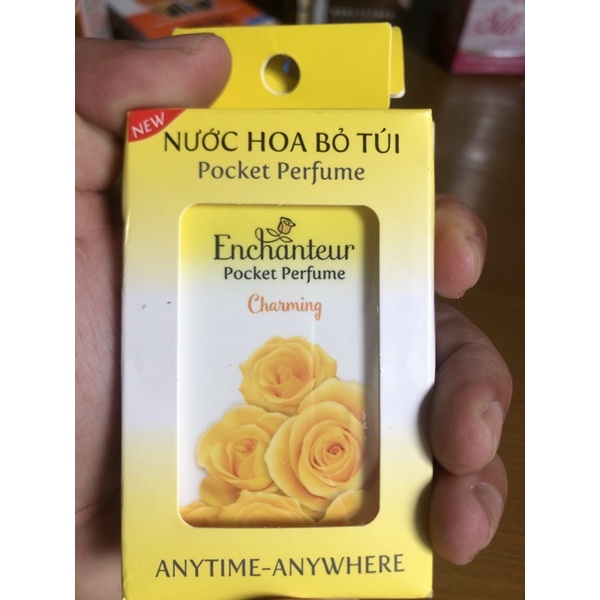 NEW
NƯỚC HOA BỎ TÚI
Pocket Perfume
Enchanteur
Pocket Perfume
Charming
ANYTIME-ANYWHERE